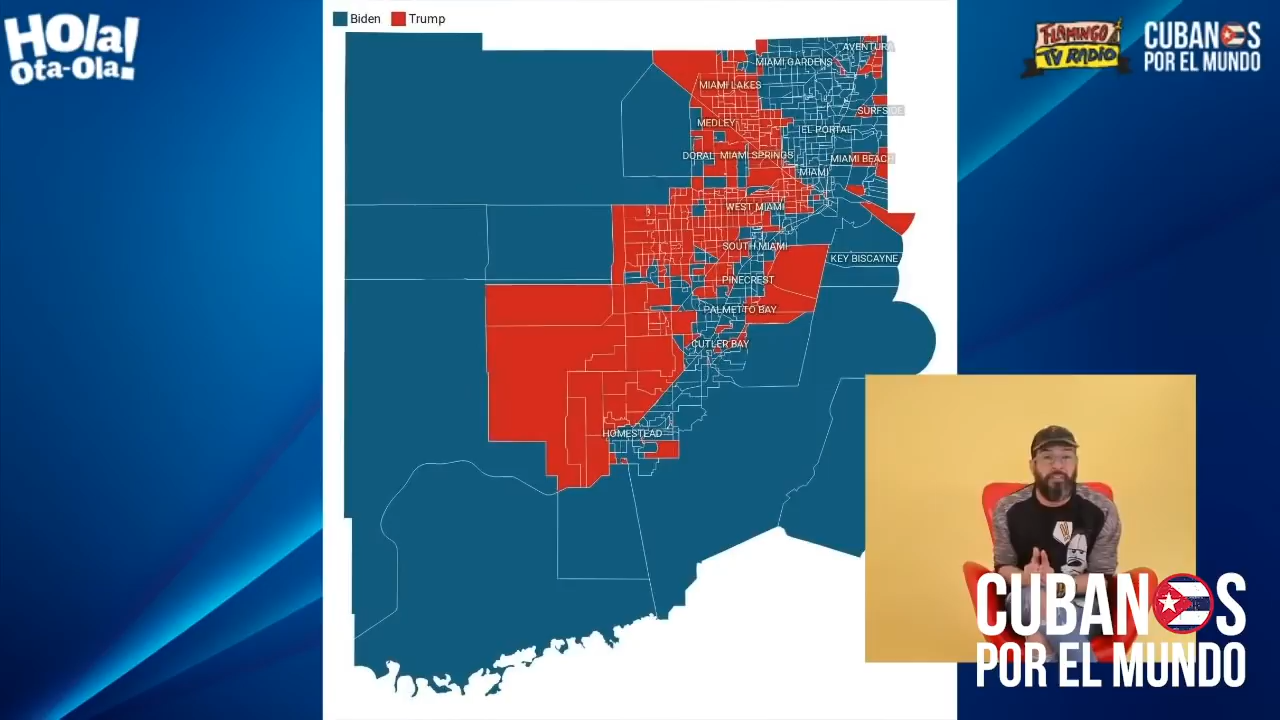 HOla!
Ota-Ola!
Biden
Trump
FLAMINGO
TV RADIO
CUBANOS
POR EL MUNDO
AVENTURA
MIAMI GARDENS
MIAMI LAKES
SURFSIDE
MEDLEY
EL PORTAL
DORAL
MIAMI SPRINGS
MIAMI BEACH
MIAMI
WEST MIAMI
SOUTH MIAMI
KEY BISCAYNE
PINECREST
PALMETTO BAY
CUTLER BAY
HOMESTEAD
CUBANOS
POR EL MUNDO